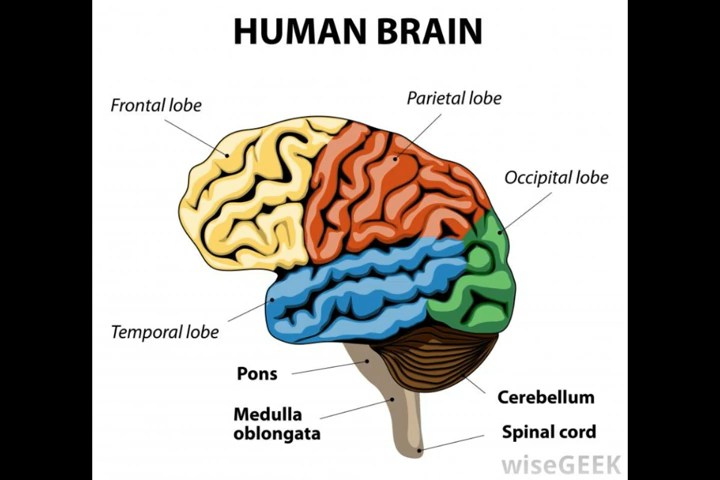 HUMAN BRAIN
Frontal lobe
Parietal lobe
Occipital lobe
Temporal lobe
Pons
Cerebellum
Medulla
oblongata
Spinal cord
wiseGEEK